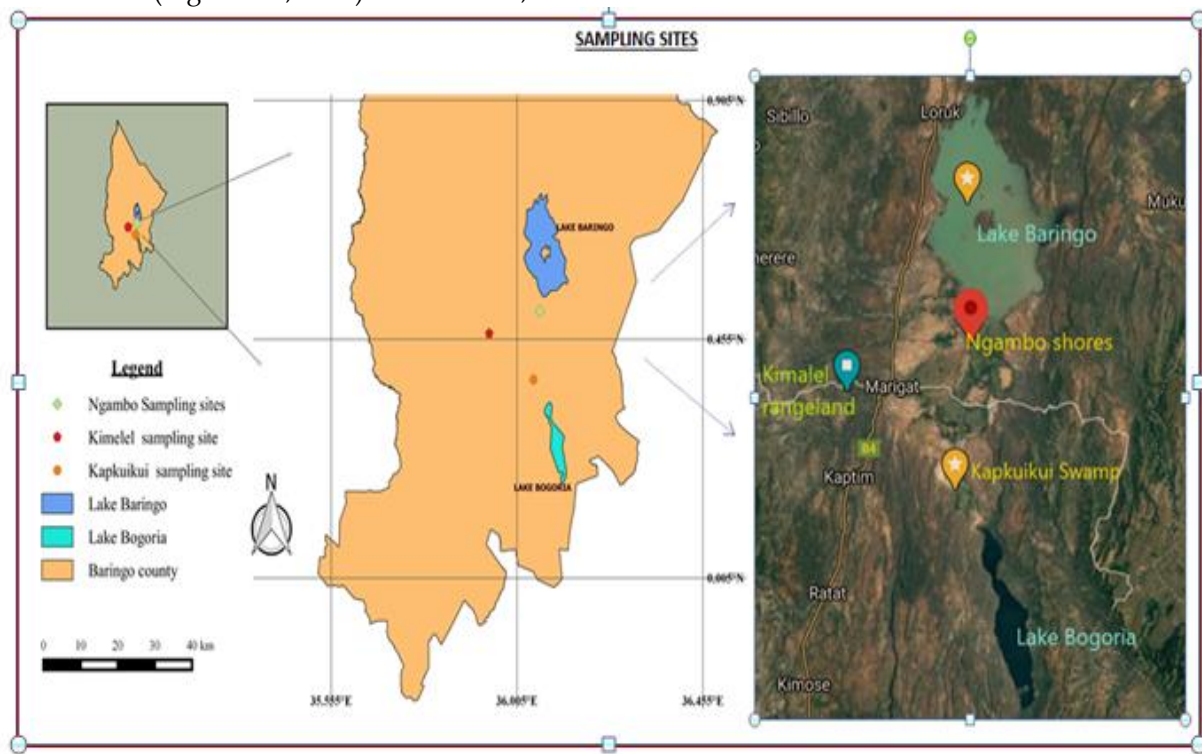 SAMPLING SITES
Legend
Ngambo Sampling sites
Kimelel sampling site
Kapkuikui sampling site
Lake Baringo
Lake Bogoria
Baringo county
N
0 10 20 30 40 km
LAKE BARINGO
LAKE BOGORIA
0.905°N
0.455°N
0.005°N
35.555°E 36.005°E 36.455°E
Sibillo
Loruk
Muku
Lake Baringo
erere
Ngambo shores
Kimalel
rangeland
Marigat
B4
Kaptim
Kapkuikui Swamp
Ratat
Lake Bogoria
Kimose